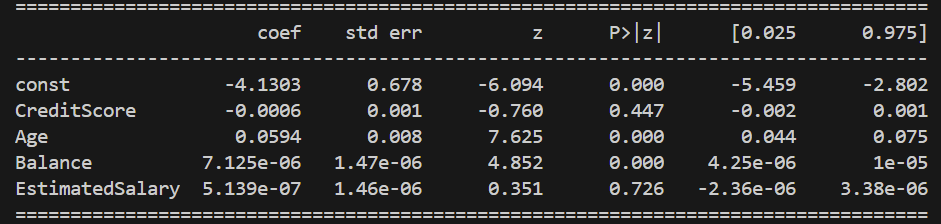 ==============================================================================
                      coef    std err          z      P>|z|      [0.025      0.975]
-----------------------------------------------------------------------------------
const              -4.1303      0.678     -6.094      0.000      -5.459      -2.802
CreditScore        -0.0006      0.001     -0.760      0.447      -0.002       0.001
Age                 0.0594      0.008      7.625      0.000       0.044       0.075
Balance          7.125e-06   1.47e-06      4.852      0.000    4.25e-06       1e-05
EstimatedSalary  5.139e-07   1.46e-06      0.351      0.726   -2.36e-06    3.38e-06
===================================================================================